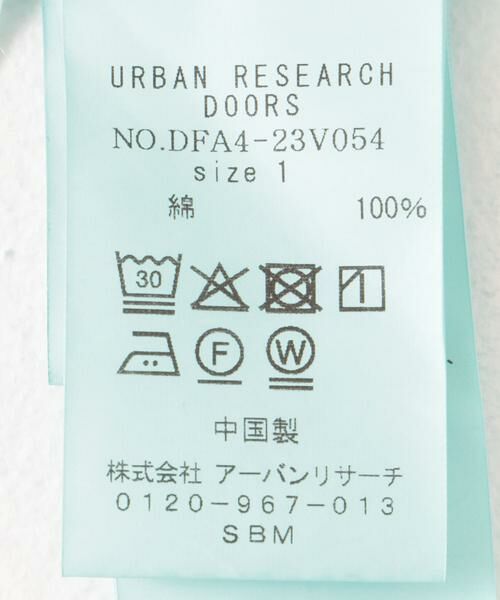 URBAN RESEARCH
DOORS
NO.DFA4-23V054
size 1
綿 100%
30
F W
中国製
株式会社 アーバンリサーチ
0120-967-013
SBM